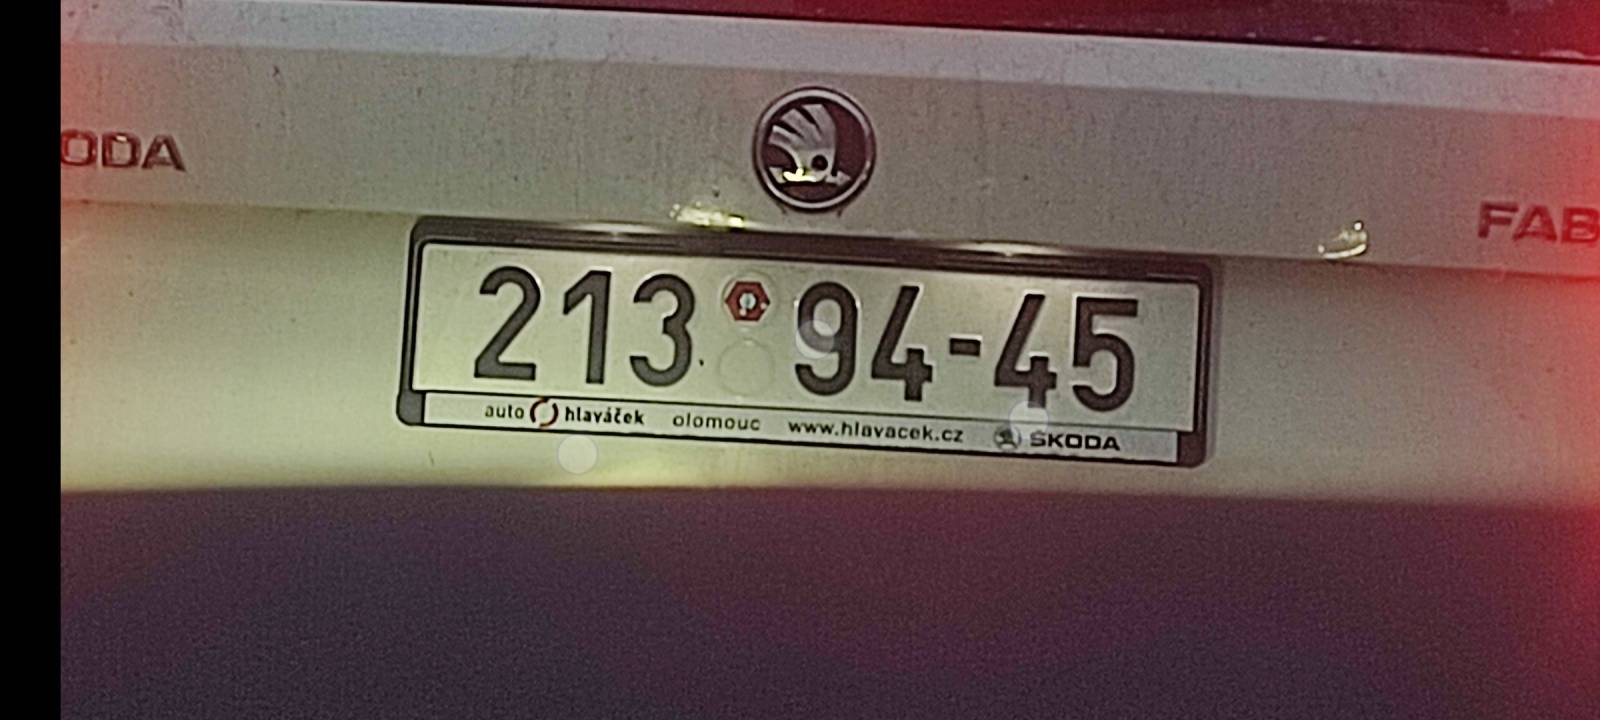 ODA
FAB
213 94-45
auto hlaváček olomouc www.hlavacek.cz ŠKODA